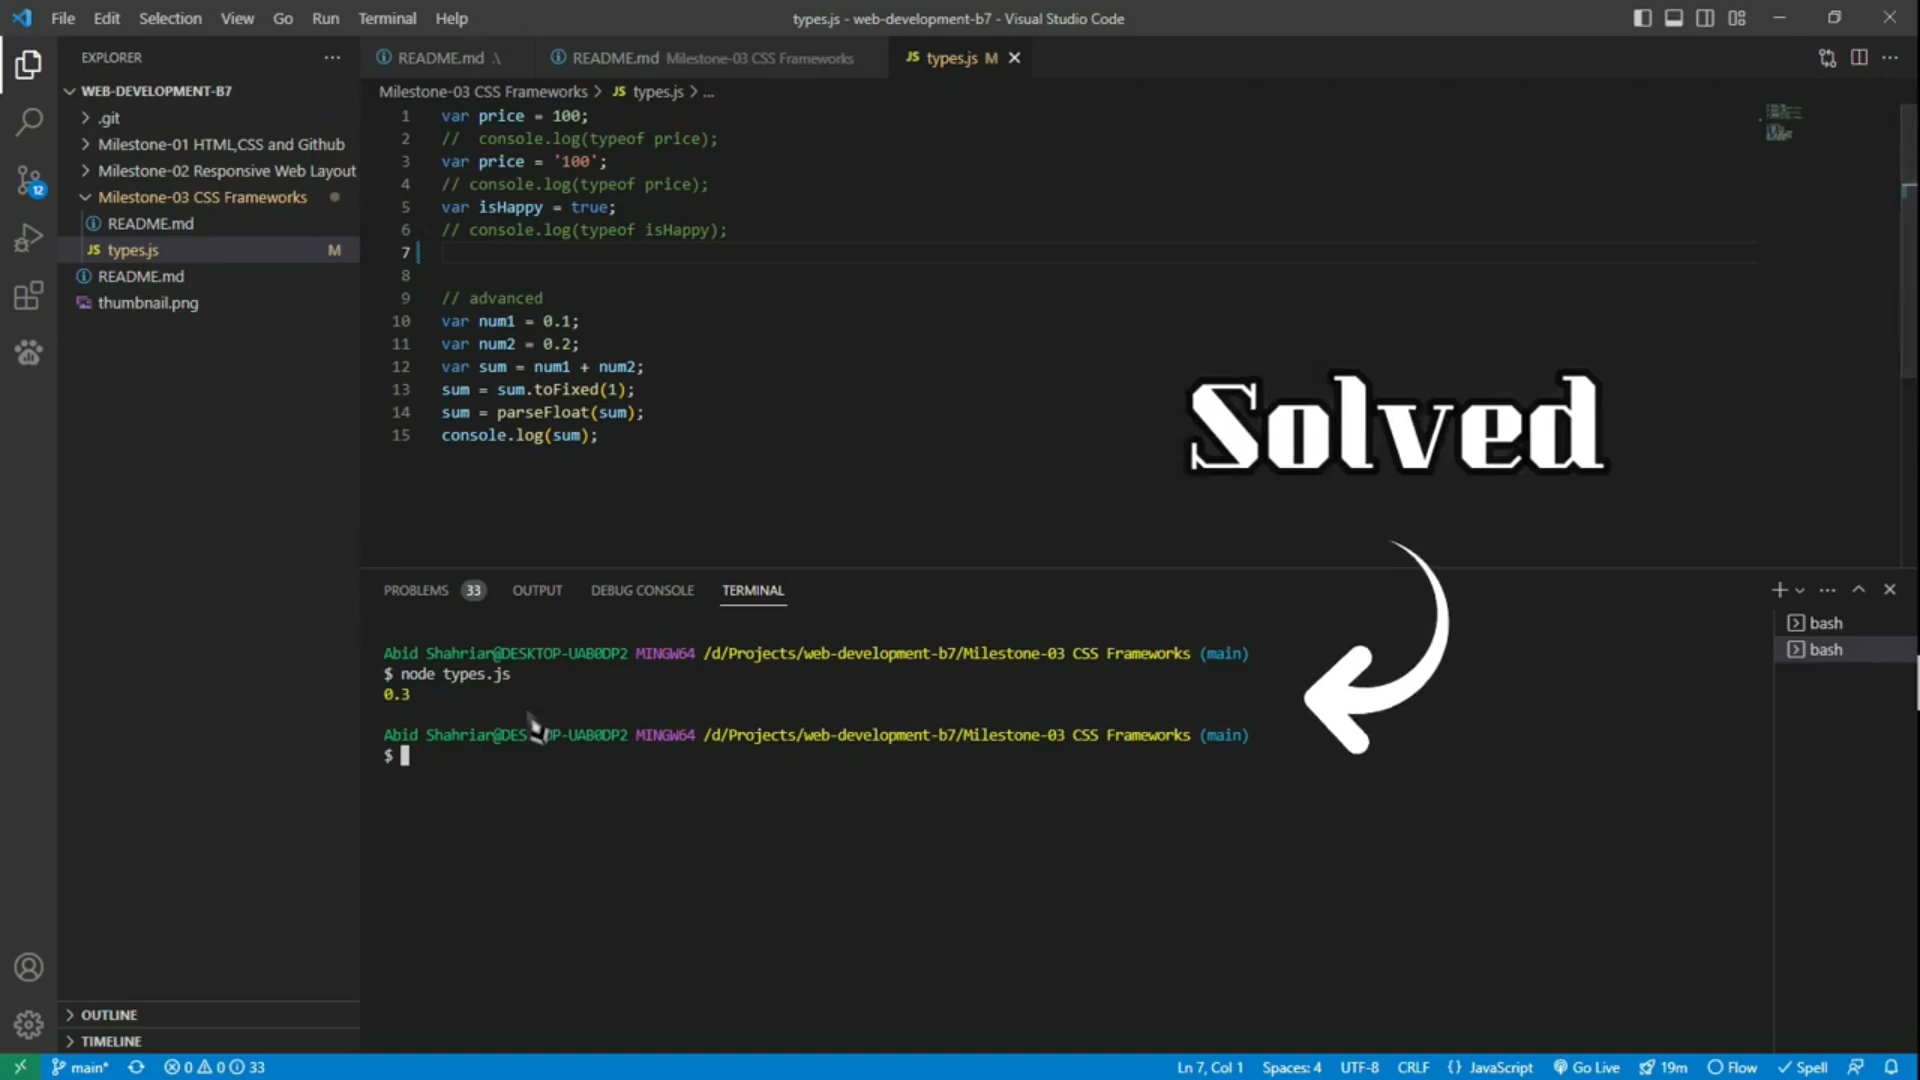 File Edit Selection View Go Run Terminal Help
types.js - web-development-b7 - Visual Studio Code
EXPLORER
WEB-DEVELOPMENT-B7
.git
Milestone-01 HTML,CSS and Github
Milestone-02 Responsive Web Layout
Milestone-03 CSS Frameworks
README.md
JS types.js M
README.md
thumbnail.png
OUTLINE
TIMELINE
README.md .\
README.md Milestone-03 CSS Frameworks
JS types.js M
Milestone-03 CSS Frameworks > JS types.js > ...
1 var price = 100;
2 //  console.log(typeof price);
3 var price = '100';
4 // console.log(typeof price);
5 var isHappy = true;
6 // console.log(typeof isHappy);
7
8
9 // advanced
10 var num1 = 0.1;
11 var num2 = 0.2;
12 var sum = num1 + num2;
13 sum = sum.toFixed(1);
14 sum = parseFloat(sum);
15 console.log(sum);
Solved
PROBLEMS 33 OUTPUT DEBUG CONSOLE TERMINAL
Abid Shahriar@DESKTOP-UAB0DP2 MINGW64 /d/Projects/web-development-b7/Milestone-03 CSS Frameworks (main)
$ node types.js
0.3
Abid Shahriar@DESKTOP-UAB0DP2 MINGW64 /d/Projects/web-development-b7/Milestone-03 CSS Frameworks (main)
$
bash
bash
12
main* 0 0 33
Ln 7, Col 1 Spaces: 4 UTF-8 CRLF {} JavaScript Go Live 19m Flow Spell